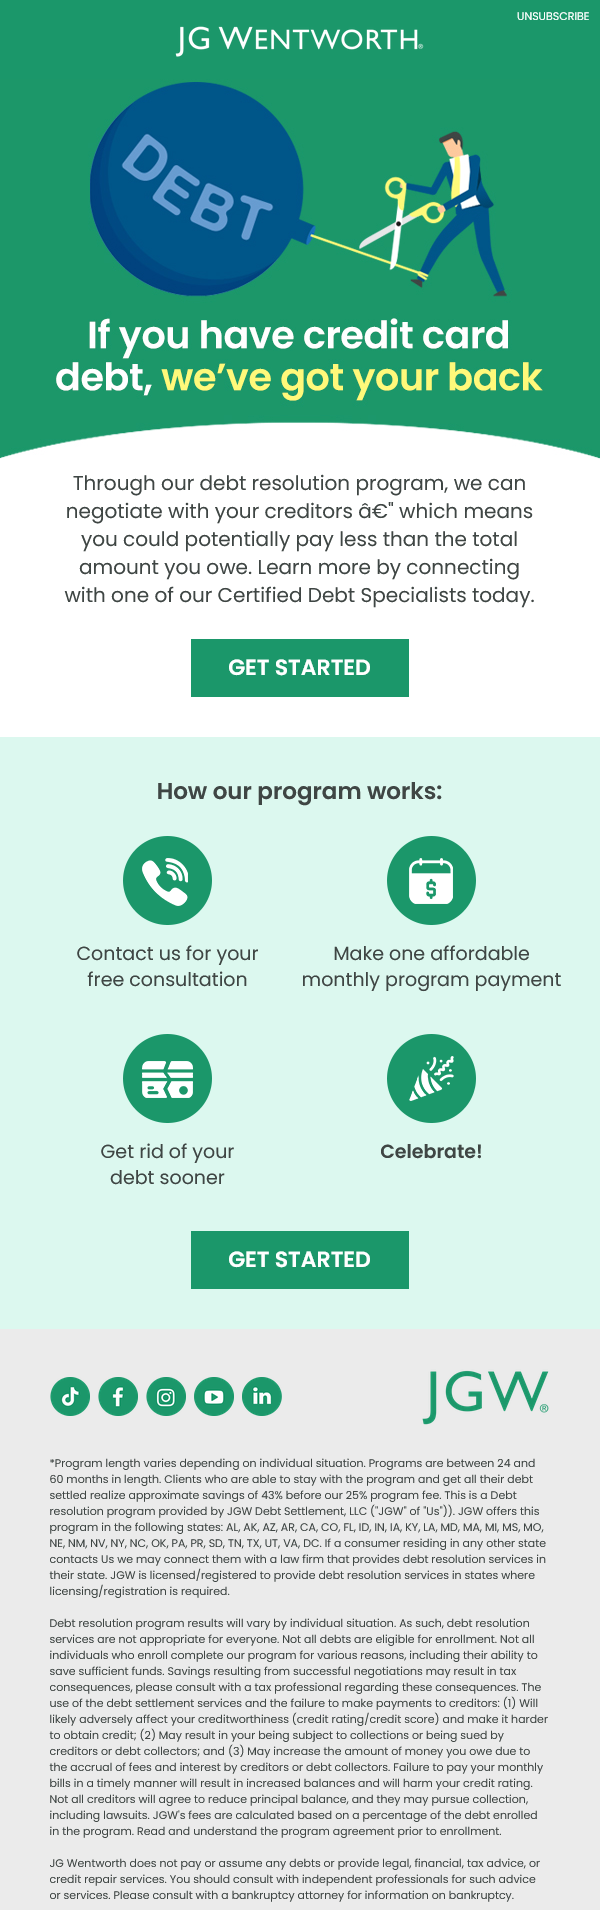 UNSUBSCRIBE
JG WENTWORTH®
DEBT
If you have credit card
debt, we've got your back
Through our debt resolution program, we can
negotiate with your creditors â€" which means
you could potentially pay less than the total
amount you owe. Learn more by connecting
with one of our Certified Debt Specialists today.
GET STARTED
How our program works:
Contact us for your
free consultation
Make one affordable
monthly program payment
Get rid of your
debt sooner
Celebrate!
GET STARTED
JGW®
*Program length varies depending on individual situation. Programs are between 24 and
60 months in length. Clients who are able to stay with the program and get all their debt
settled realize approximate savings of 43% before our 25% program fee. This is a Debt
resolution program provided by JGW Debt Settlement, LLC ("JGW" of "Us")). JGW offers this
program in the following states: AL, AK, AZ, AR, CA, CO, FL, ID, IN, IA, KY, LA, MD, MA, MI, MS, MO,
NE, NM, NV, NY, NC, OK, PA, PR, SD, TN, TX, UT, VA, DC. If a consumer residing in any other state
contacts Us we may connect them with a law firm that provides debt resolution services in
their state. JGW is licensed/registered to provide debt resolution services in states where
licensing/registration is required.
Debt resolution program results will vary by individual situation. As such, debt resolution
services are not appropriate for everyone. Not all debts are eligible for enrollment. Not all
individuals who enroll complete our program for various reasons, including their ability to
save sufficient funds. Savings resulting from successful negotiations may result in tax
consequences, please consult with a tax professional regarding these consequences. The
use of the debt settlement services and the failure to make payments to creditors: (1) Will
likely adversely affect your creditworthiness (credit rating/credit score) and make it harder
to obtain credit; (2) May result in your being subject to collections or being sued by
creditors or debt collectors; and (3) May increase the amount of money you owe due to
the accrual of fees and interest by creditors or debt collectors. Failure to pay your monthly
bills in a timely manner will result in increased balances and will harm your credit rating.
Not all creditors will agree to reduce principal balance, and they may pursue collection,
including lawsuits. JGW's fees are calculated based on a percentage of the debt enrolled
in the program. Read and understand the program agreement prior to enrollment.
JG Wentworth does not pay or assume any debts or provide legal, financial, tax advice, or
credit repair services. You should consult with independent professionals for such advice
or services. Please consult with a bankruptcy attorney for information on bankruptcy.